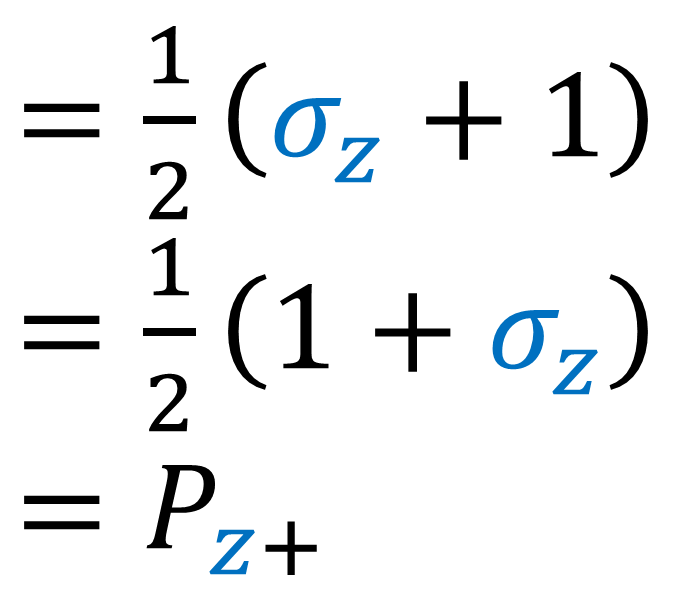 = 1/2 (σ_z + 1)
= 1/2 (1 + σ_z)
= P_z+